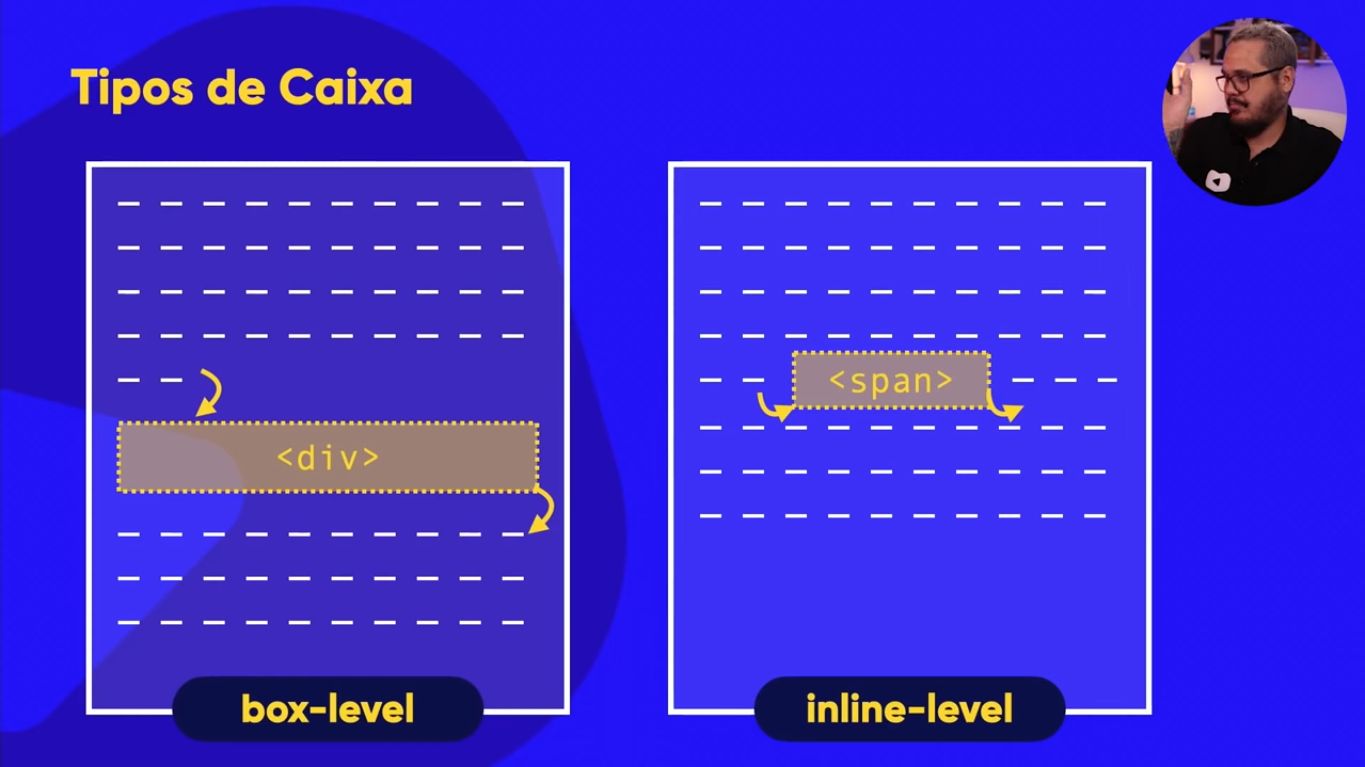 Tipos de Caixa
<div>
<span>
box-level
inline-level